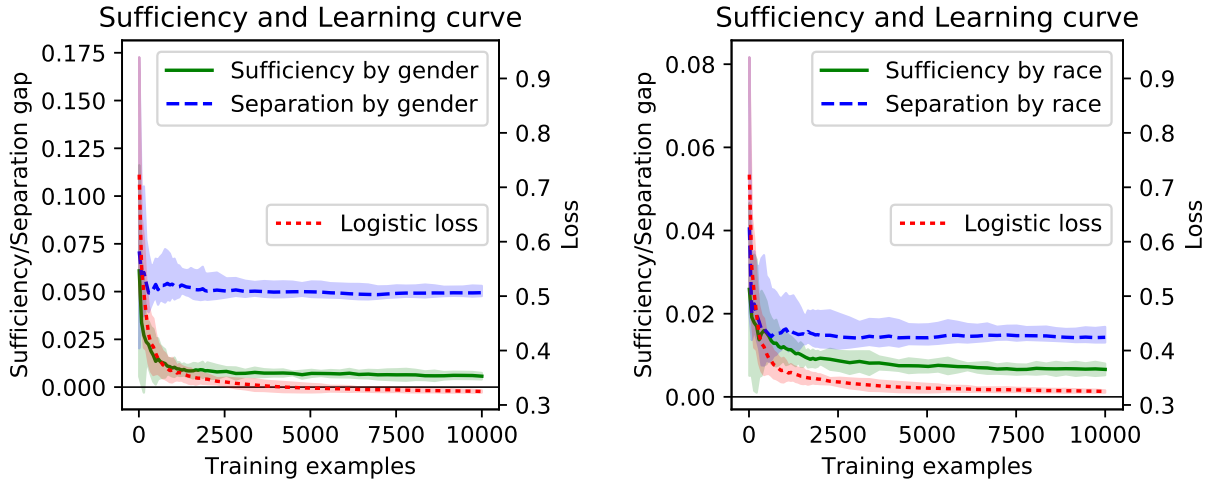 Sufficiency and Learning curve
Sufficiency/Separation gap
0.175
0.150
0.125
0.100
0.075
0.050
0.025
0.000
Sufficiency by gender
Separation by gender
Logistic loss
0.9
0.8
0.7
0.6
0.5
0.4
0.3
Loss
0
2500
5000
7500
10000
Training examples
Sufficiency and Learning curve
Sufficiency/Separation gap
0.08
0.06
0.04
0.02
0.00
Sufficiency by race
Separation by race
Logistic loss
0.9
0.8
0.7
0.6
0.5
0.4
0.3
Loss
0
2500
5000
7500
10000
Training examples